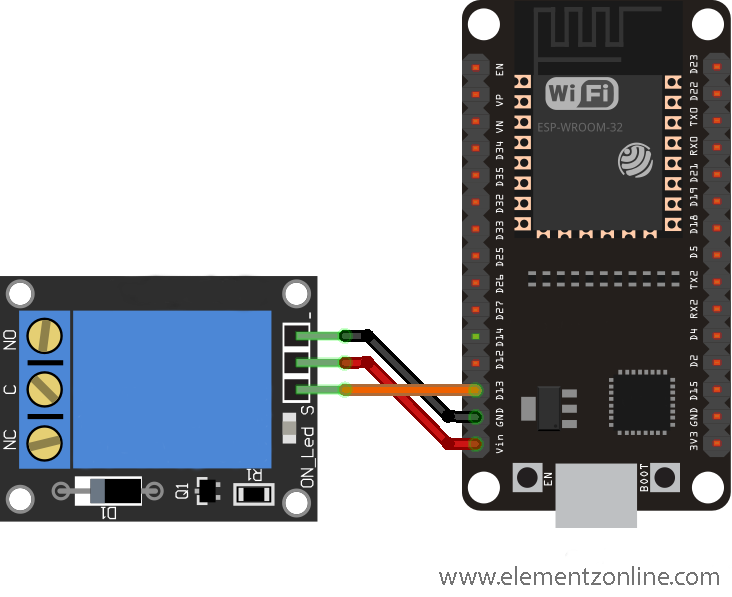 WiFi
ESP-WROOM-32
EN
VP
VN
D34
D35
D32
D33
D25
D26
D27
D14
D12
D13
GND
Vin
D23
D22
TX0
RX0
D21
D19
D18
D5
TX2
RX2
D4
D2
D15
GND
3V3
EN
BOOT
NO
C
NC
-
S
ON_Led
D1
Q1
R1
www.elementzonline.com